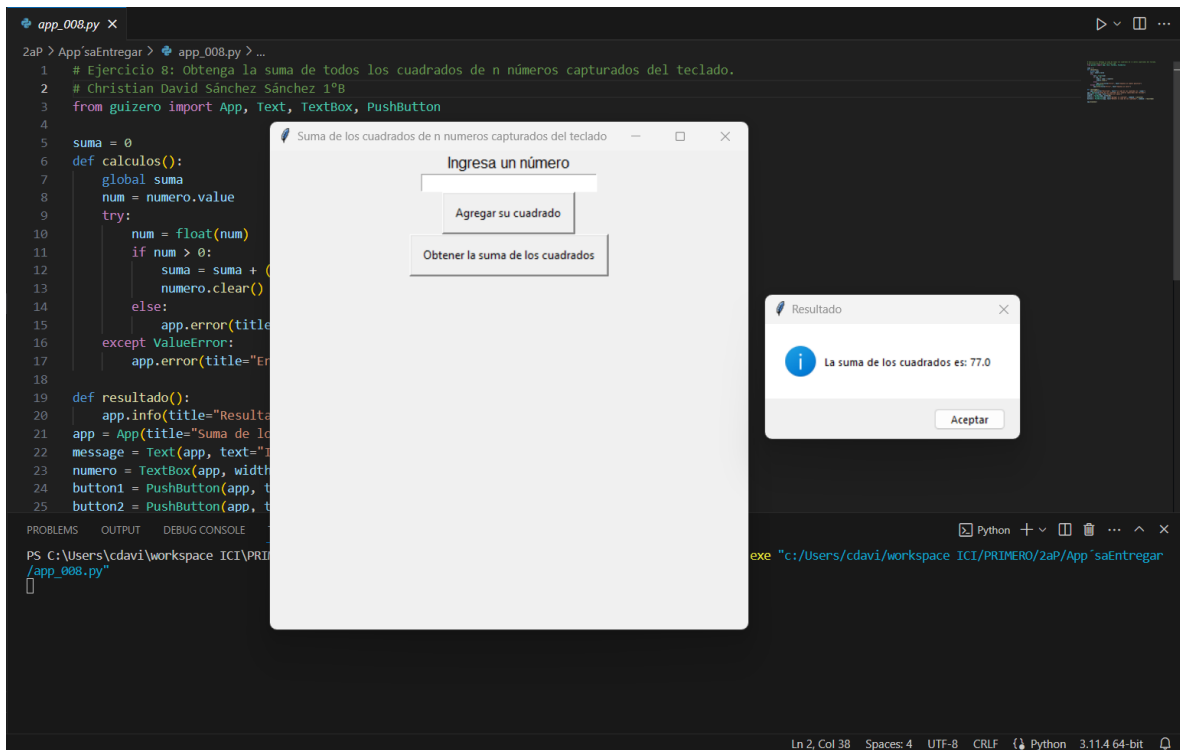 app_008.py
2aP > App´saEntregar > app_008.py > ...
1 # Ejercicio 8: Obtenga la suma de todos los cuadrados de n números capturados del teclado.
2 # Christian David Sánchez Sánchez 1°B
3 from guizero import App, Text, TextBox, PushButton
4
5 suma = 0
6 def calculos():
7 global suma
8 num = numero.value
9 try:
10 num = float(num)
11 if num > 0:
12 suma = suma + (
13 numero.clear()
14 else:
15 app.error(title
16 except ValueError:
17 app.error(title="Er
18
19 def resultado():
20 app.info(title="Resulta
21 app = App(title="Suma de lo
22 message = Text(app, text="I
23 numero = TextBox(app, width
24 button1 = PushButton(app, t
25 button2 = PushButton(app, t
Suma de los cuadrados de n numeros capturados del teclado
Ingresa un número
Agregar su cuadrado
Obtener la suma de los cuadrados
Resultado
La suma de los cuadrados es: 77.0
Aceptar
PROBLEMS OUTPUT DEBUG CONSOLE
Python
PS C:\Users\cdavi\workspace ICI\PRI
exe "c:/Users/cdavi/workspace ICI/PRIMERO/2aP/App´saEntregar
/app_008.py"
Ln 2, Col 38 Spaces: 4 UTF-8 CRLF Python 3.11.4 64-bit